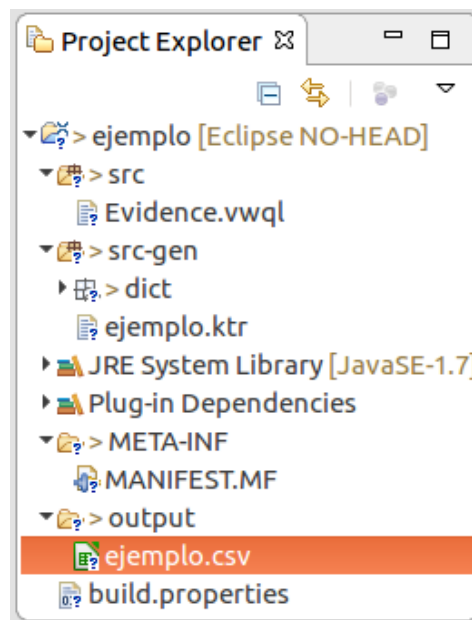 Project Explorer
> ejemplo [Eclipse NO-HEAD]
> src
Evidence.vwql
> src-gen
> dict
ejemplo.ktr
JRE System Library [JavaSE-1.7]
Plug-in Dependencies
> META-INF
MANIFEST.MF
> output
ejemplo.csv
build.properties